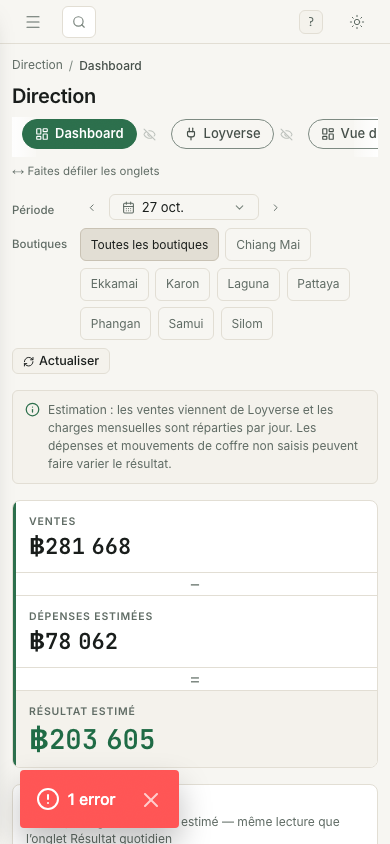 ?
Direction / Dashboard
Direction
Dashboard Loyverse Vue d
↔ Faites défiler les onglets
Période 27 oct.
Boutiques Toutes les boutiques Chiang Mai
Ekkamai Karon Laguna Pattaya
Phangan Samui Silom
Actualiser
Estimation : les ventes viennent de Loyverse et les
charges mensuelles sont réparties par jour. Les
dépenses et mouvements de coffre non saisis peuvent
faire varier le résultat.
VENTES
฿281 668
−
DÉPENSES ESTIMÉES
฿78 062
=
RÉSULTAT ESTIMÉ
฿203 605
1 error
estimé — même lecture que
l’onglet Résultat quotidien